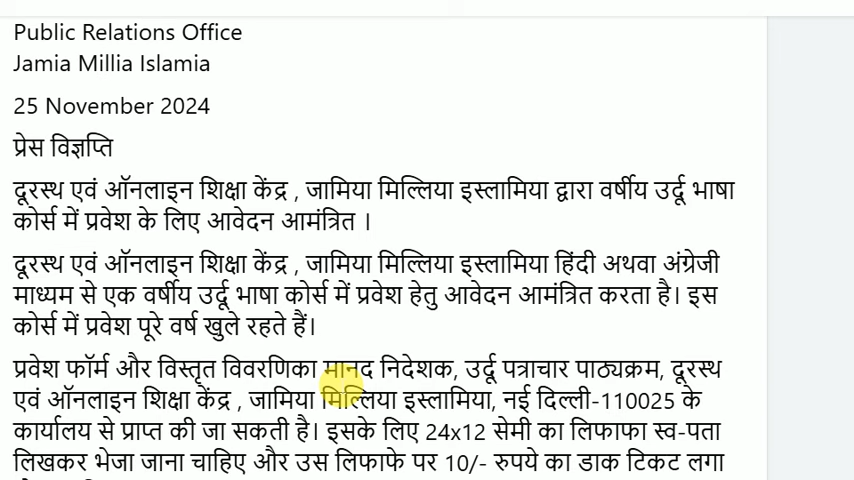 Public Relations Office
Jamia Millia Islamia
25 November 2024
प्रेस विज्ञप्ति
दूरस्थ एवं ऑनलाइन शिक्षा केंद्र , जामिया मिल्लिया इस्लामिया द्वारा वर्षीय उर्दू भाषा
कोर्स में प्रवेश के लिए आवेदन आमंत्रित ।
दूरस्थ एवं ऑनलाइन शिक्षा केंद्र , जामिया मिल्लिया इस्लामिया हिंदी अथवा अंग्रेजी
माध्यम से एक वर्षीय उर्दू भाषा कोर्स में प्रवेश हेतु आवेदन आमंत्रित करता है। इस
कोर्स में प्रवेश पूरे वर्ष खुले रहते हैं।
प्रवेश फॉर्म और विस्तृत विवरणिका मानद निदेशक, उर्दू पत्राचार पाठ्यक्रम, दूरस्थ
एवं ऑनलाइन शिक्षा केंद्र , जामिया मिल्लिया इस्लामिया, नई दिल्ली-110025 के
कार्यालय से प्राप्त की जा सकती है। इसके लिए 24x12 सेमी का लिफाफा स्व-पता
लिखकर भेजा जाना चाहिए और उस लिफाफे पर 10/- रुपये का डाक टिकट लगा